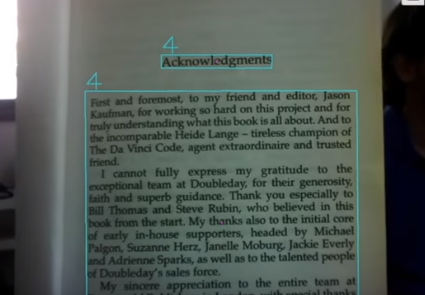 4
Acknowledgments
4
First and foremost, to my friend and editor, Jason
Kaufman, for working so hard on this project and for
truly understanding what this book is all about. And to
the incomparable Heide Lange – tireless champion of
The Da Vinci Code, agent extraordinaire and trusted
friend.
I cannot fully express my gratitude to the
exceptional team at Doubleday, for their generosity,
faith and superb guidance. Thank you especially to
Bill Thomas and Steve Rubin, who believed in this
book from the start. My thanks also to the initial core
of early in-house supporters, headed by Michael
Palgon, Suzanne Herz, Janelle Moburg, Jackie Everly
and Adrienne Sparks, as well as to the talented people
of Doubleday's sales force.
My sincere appreciation to the entire team at
special thanks